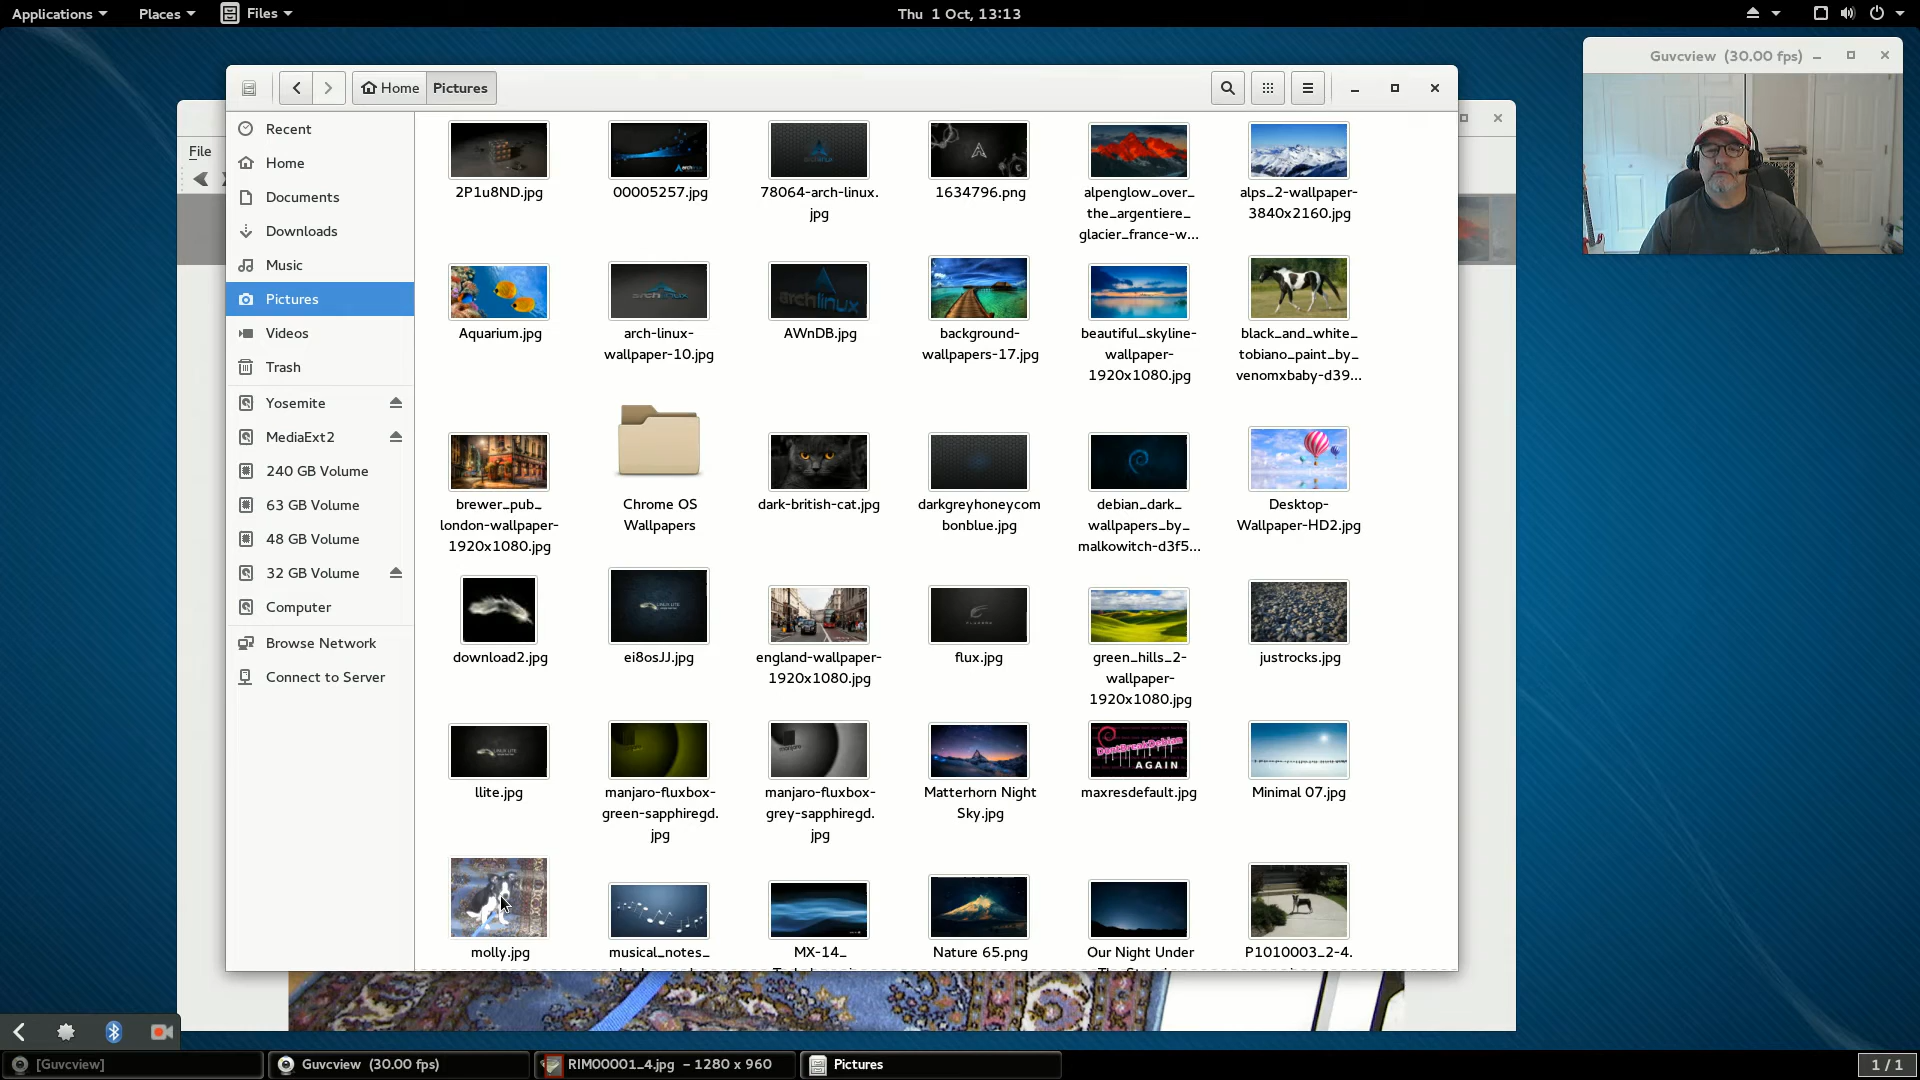 Applications
Places
Files
Thu 1 Oct, 13:13
Guvcview (30.00 fps)
Home
Pictures
File
Recent
Home
Documents
Downloads
Music
Pictures
Videos
Trash
Yosemite
MediaExt2
240 GB Volume
63 GB Volume
48 GB Volume
32 GB Volume
Computer
Browse Network
Connect to Server
2P1u8ND.jpg
00005257.jpg
78064-arch-linux.
jpg
1634796.png
alpenglow_over_
the_argentiere_
glacier_france-w...
alps_2-wallpaper-
3840x2160.jpg
Aquarium.jpg
arch-linux-
wallpaper-10.jpg
archlinux
AWnDB.jpg
background-
wallpapers-17.jpg
beautiful_skyline-
wallpaper-
1920x1080.jpg
black_and_white_
tobiano_paint_by_
venomxbaby-d39...
brewer_pub_
london-wallpaper-
1920x1080.jpg
Chrome OS
Wallpapers
dark-british-cat.jpg
darkgreyhoneycom
bonblue.jpg
debian_dark_
wallpapers_by_
malkowitch-d3f5...
Desktop-
Wallpaper-HD2.jpg
download2.jpg
ei8osJJ.jpg
england-wallpaper-
1920x1080.jpg
flux.jpg
green_hills_2-
wallpaper-
1920x1080.jpg
justrocks.jpg
llite.jpg
manjaro-fluxbox-
green-sapphiregd.
jpg
manjaro-fluxbox-
grey-sapphiregd.
jpg
Matterhorn Night
Sky.jpg
DontBreakDebian
AGAIN
maxresdefault.jpg
Minimal 07.jpg
molly.jpg
musical_notes_
MX-14_
Nature 65.png
Our Night Under
P1010003_2-4.
[Guvcview]
Guvcview (30.00 fps)
RIM00001_4.jpg – 1280 x 960
Pictures
1 / 1